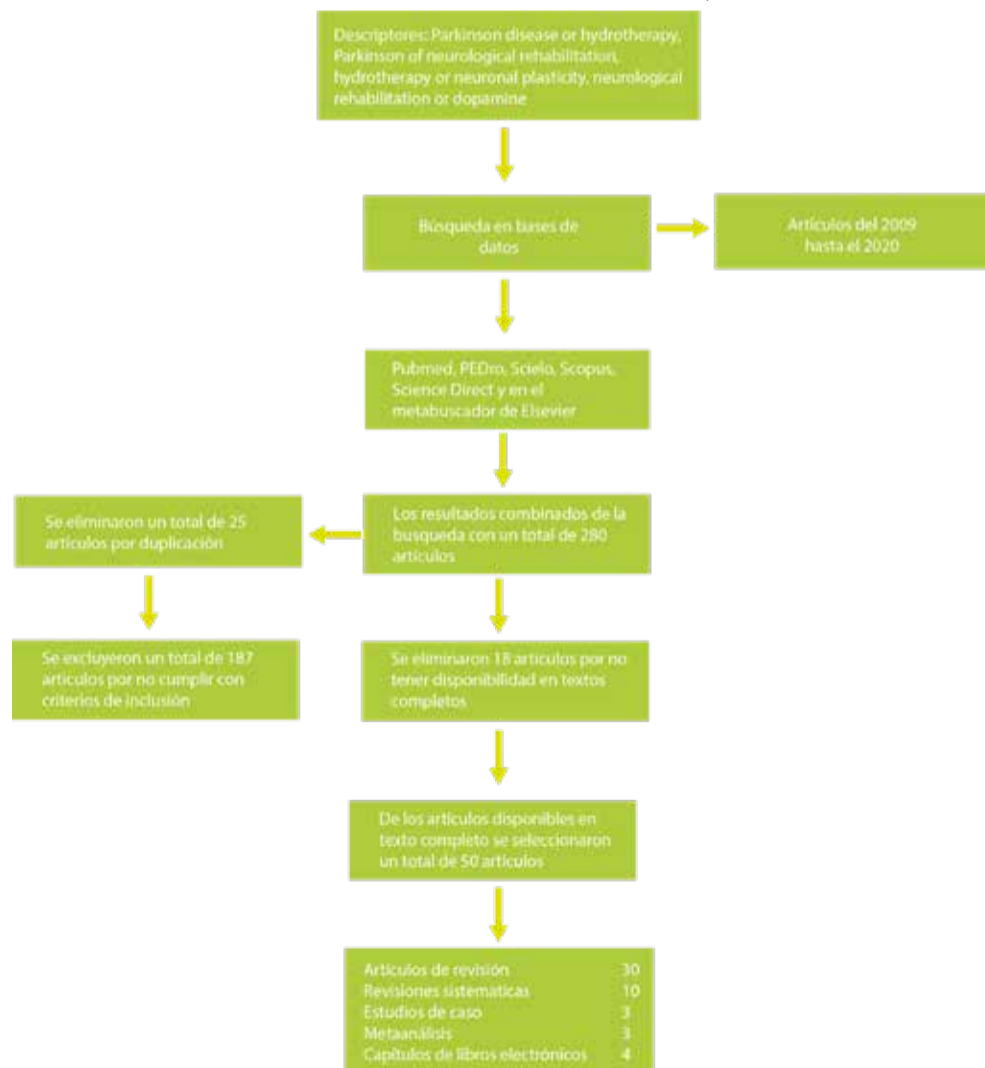 Descriptores: Parkinson disease or hydrotherapy,
Parkinson of neurological rehabilitation,
hydrotherapy or neuronal plasticity, neurological
rehabilitation or dopamine
Búsqueda en bases de
datos
Artículos del 2009
hasta el 2020
Pubmed, PEDro, Scielo, Scopus,
Science Direct y en el
metabuscador de Elsevier
Los resultados combinados de la
busqueda con un total de 280
artículos
Se eliminaron un total de 25
artículos por duplicación
Se excluyeron un total de 187
artículos por no cumplir con
criterios de inclusión
Se eliminaron 18 artículos por no
tener disponibilidad en textos
completos
De los artículos disponibles en
texto completo se seleccionaron
un total de 50 artículos
Artículos de revisión 30
Revisiones sistematicas 10
Estudios de caso 3
Metaanálisis 3
Capítulos de libros electrónicos 4